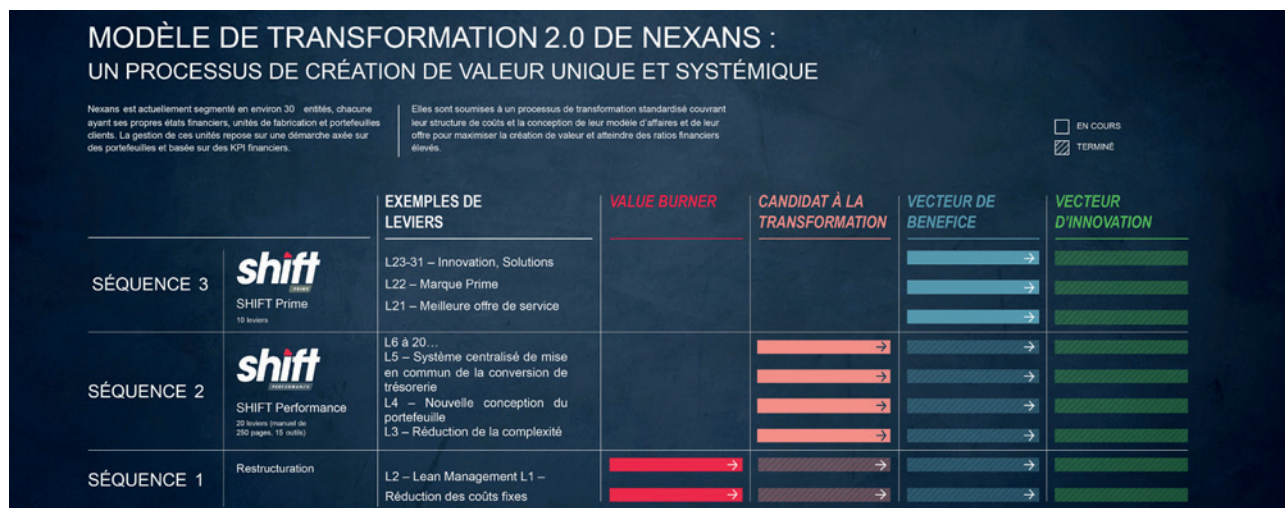 MODÈLE DE TRANSFORMATION 2.0 DE NEXANS :
UN PROCESSUS DE CRÉATION DE VALEUR UNIQUE ET SYSTÉMIQUE
Nexans est actuellement segmenté en environ 30 entités, chacune
ayant ses propres états financiers, unités de fabrication et portefeuilles
clients. La gestion de ces unités repose sur une démarche axée sur
des portefeuilles et basée sur des KPI financiers.
Elles sont soumises à un processus de transformation standardisé couvrant
leur structure de coûts et la conception de leur modèle d'affaires et de leur
offre pour maximiser la création de valeur et atteindre des ratios financiers
élevés.
EN COURS
TERMINÉ
EXEMPLES DE
LEVIERS
VALUE BURNER
CANDIDAT À LA
TRANSFORMATION
VECTEUR DE
BENEFICE
VECTEUR
D'INNOVATION
SÉQUENCE 3
shift
PRIME
SHIFT Prime
10 leviers
L23-31 – Innovation, Solutions
L22 – Marque Prime
L21 – Meilleure offre de service
SÉQUENCE 2
shift
PERFORMANCE
SHIFT Performance
20 leviers (manuel de
250 pages, 15 outils)
L6 à 20…
L5 – Système centralisé de mise
en commun de la conversion de
trésorerie
L4 – Nouvelle conception du
portefeuille
L3 – Réduction de la complexité
SÉQUENCE 1
Restructuration
L2 – Lean Management L1 –
Réduction des coûts fixes